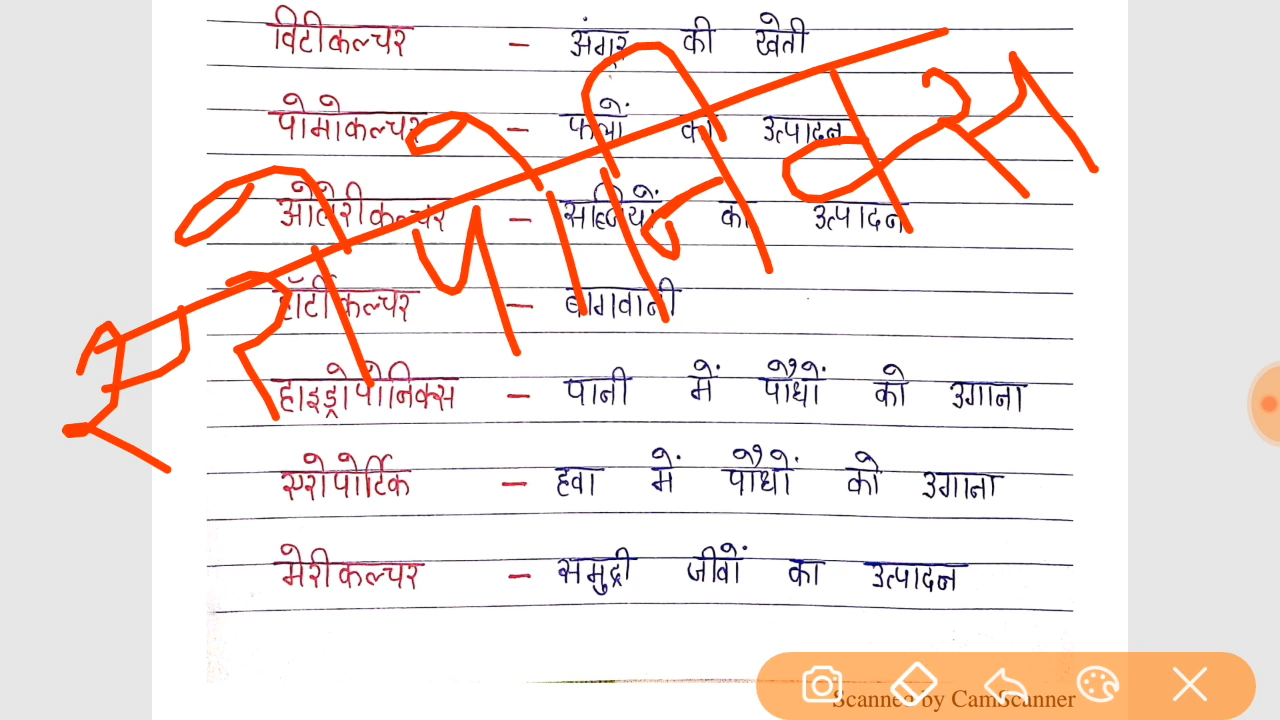 विटीकल्चर - अंगूर की खेती
पोमोकल्चर - फलों का उत्पादन
ओलेरीकल्चर - सब्जियों का उत्पादन
हॉर्टीकल्चर - बागवानी
हाइड्रोपोनिक्स - पानी में पौधों को उगाना
एरोपोर्टिक - हवा में पौधों को उगाना
मेरीकल्चर - समुद्री जीवों का उत्पादन
Scanned by CamScanner